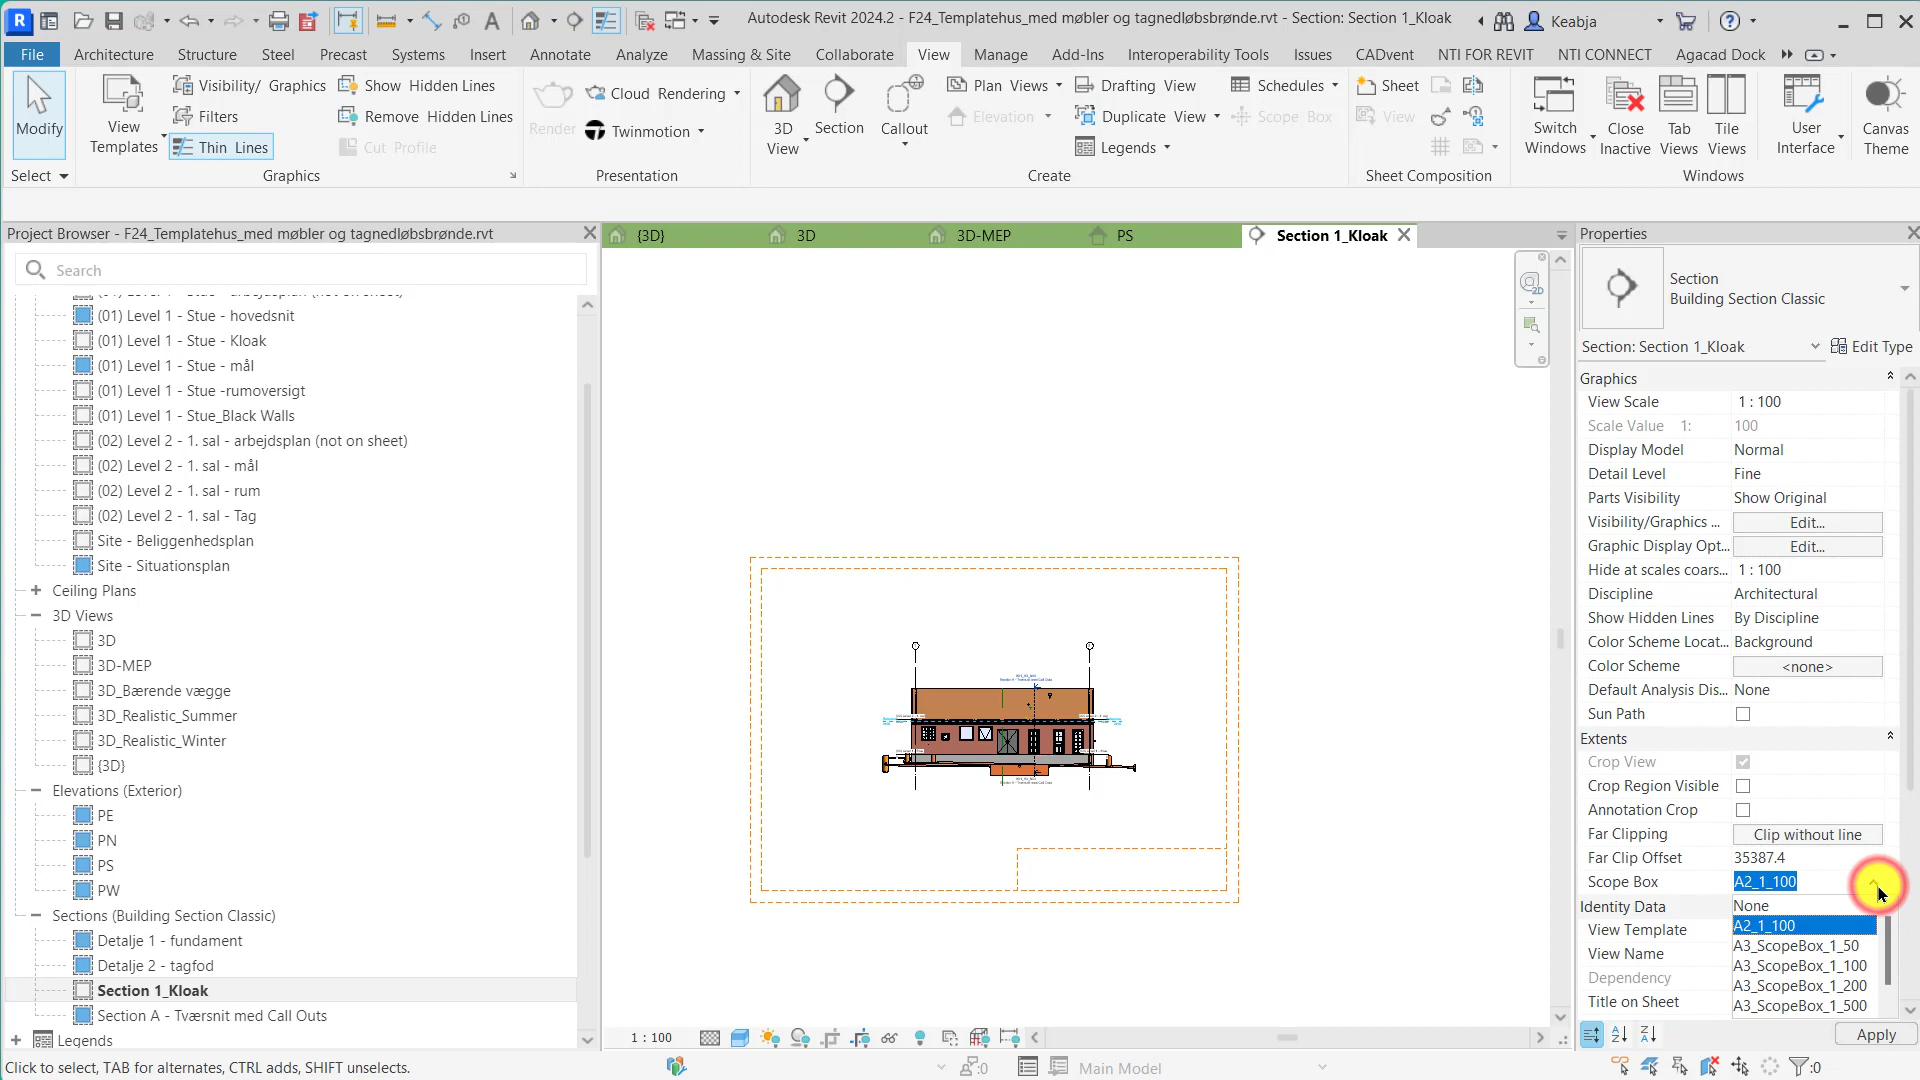 Autodesk Revit 2024.2 - F24_Templatehus_med møbler og tagnedløbsbrønde.rvt - Section: Section 1_Kloak
Keabja
File Architecture Structure Steel Precast Systems Insert Annotate Analyze Massing & Site Collaborate View Manage Add-Ins Interoperability Tools Issues CADvent NTI FOR REVIT NTI CONNECT Agacad Dock
Modify
View Templates
Visibility/ Graphics
Filters
Thin Lines
Show Hidden Lines
Remove Hidden Lines
Cut Profile
Render
Cloud Rendering
Twinmotion
3D View
Section
Callout
Plan Views
Elevation
Drafting View
Duplicate View
Legends
Schedules
Scope Box
Sheet
View
Switch Windows
Close Inactive
Tab Views
Tile Views
User Interface
Canvas Theme
Select Graphics Presentation Create Sheet Composition Windows
Project Browser - F24_Templatehus_med møbler og tagnedløbsbrønde.rvt
Search
(01) Level 1 - Stue - arbejdsplan (not on sheet)
(01) Level 1 - Stue - hovedsnit
(01) Level 1 - Stue - Kloak
(01) Level 1 - Stue - mål
(01) Level 1 - Stue -rumoversigt
(01) Level 1 - Stue_Black Walls
(02) Level 2 - 1. sal - arbejdsplan (not on sheet)
(02) Level 2 - 1. sal - mål
(02) Level 2 - 1. sal - rum
(02) Level 2 - 1. sal - Tag
Site - Beliggenhedsplan
Site - Situationsplan
Ceiling Plans
3D Views
3D
3D-MEP
3D_Bærende vægge
3D_Realistic_Summer
3D_Realistic_Winter
{3D}
Elevations (Exterior)
PE
PN
PS
PW
Sections (Building Section Classic)
Detalje 1 - fundament
Detalje 2 - tagfod
Section 1_Kloak
Section A - Tværsnit med Call Outs
Legends
{3D} 3D 3D-MEP PS Section 1_Kloak
2D
1 : 100
Properties
Section
Building Section Classic
Section: Section 1_Kloak Edit Type
Graphics
View Scale 1 : 100
Scale Value 1: 100
Display Model Normal
Detail Level Fine
Parts Visibility Show Original
Visibility/Graphics ... Edit...
Graphic Display Opt... Edit...
Hide at scales coars... 1 : 100
Discipline Architectural
Show Hidden Lines By Discipline
Color Scheme Locat... Background
Color Scheme <none>
Default Analysis Dis... None
Sun Path
Extents
Crop View
Crop Region Visible
Annotation Crop
Far Clipping Clip without line
Far Clip Offset 35387.4
Scope Box A2_1_100
Identity Data None
View Template A2_1_100
View Name A3_ScopeBox_1_50
Dependency A3_ScopeBox_1_100
Title on Sheet A3_ScopeBox_1_200
A3_ScopeBox_1_500
Apply
Click to select, TAB for alternates, CTRL adds, SHIFT unselects.
:0
Main Model
:0